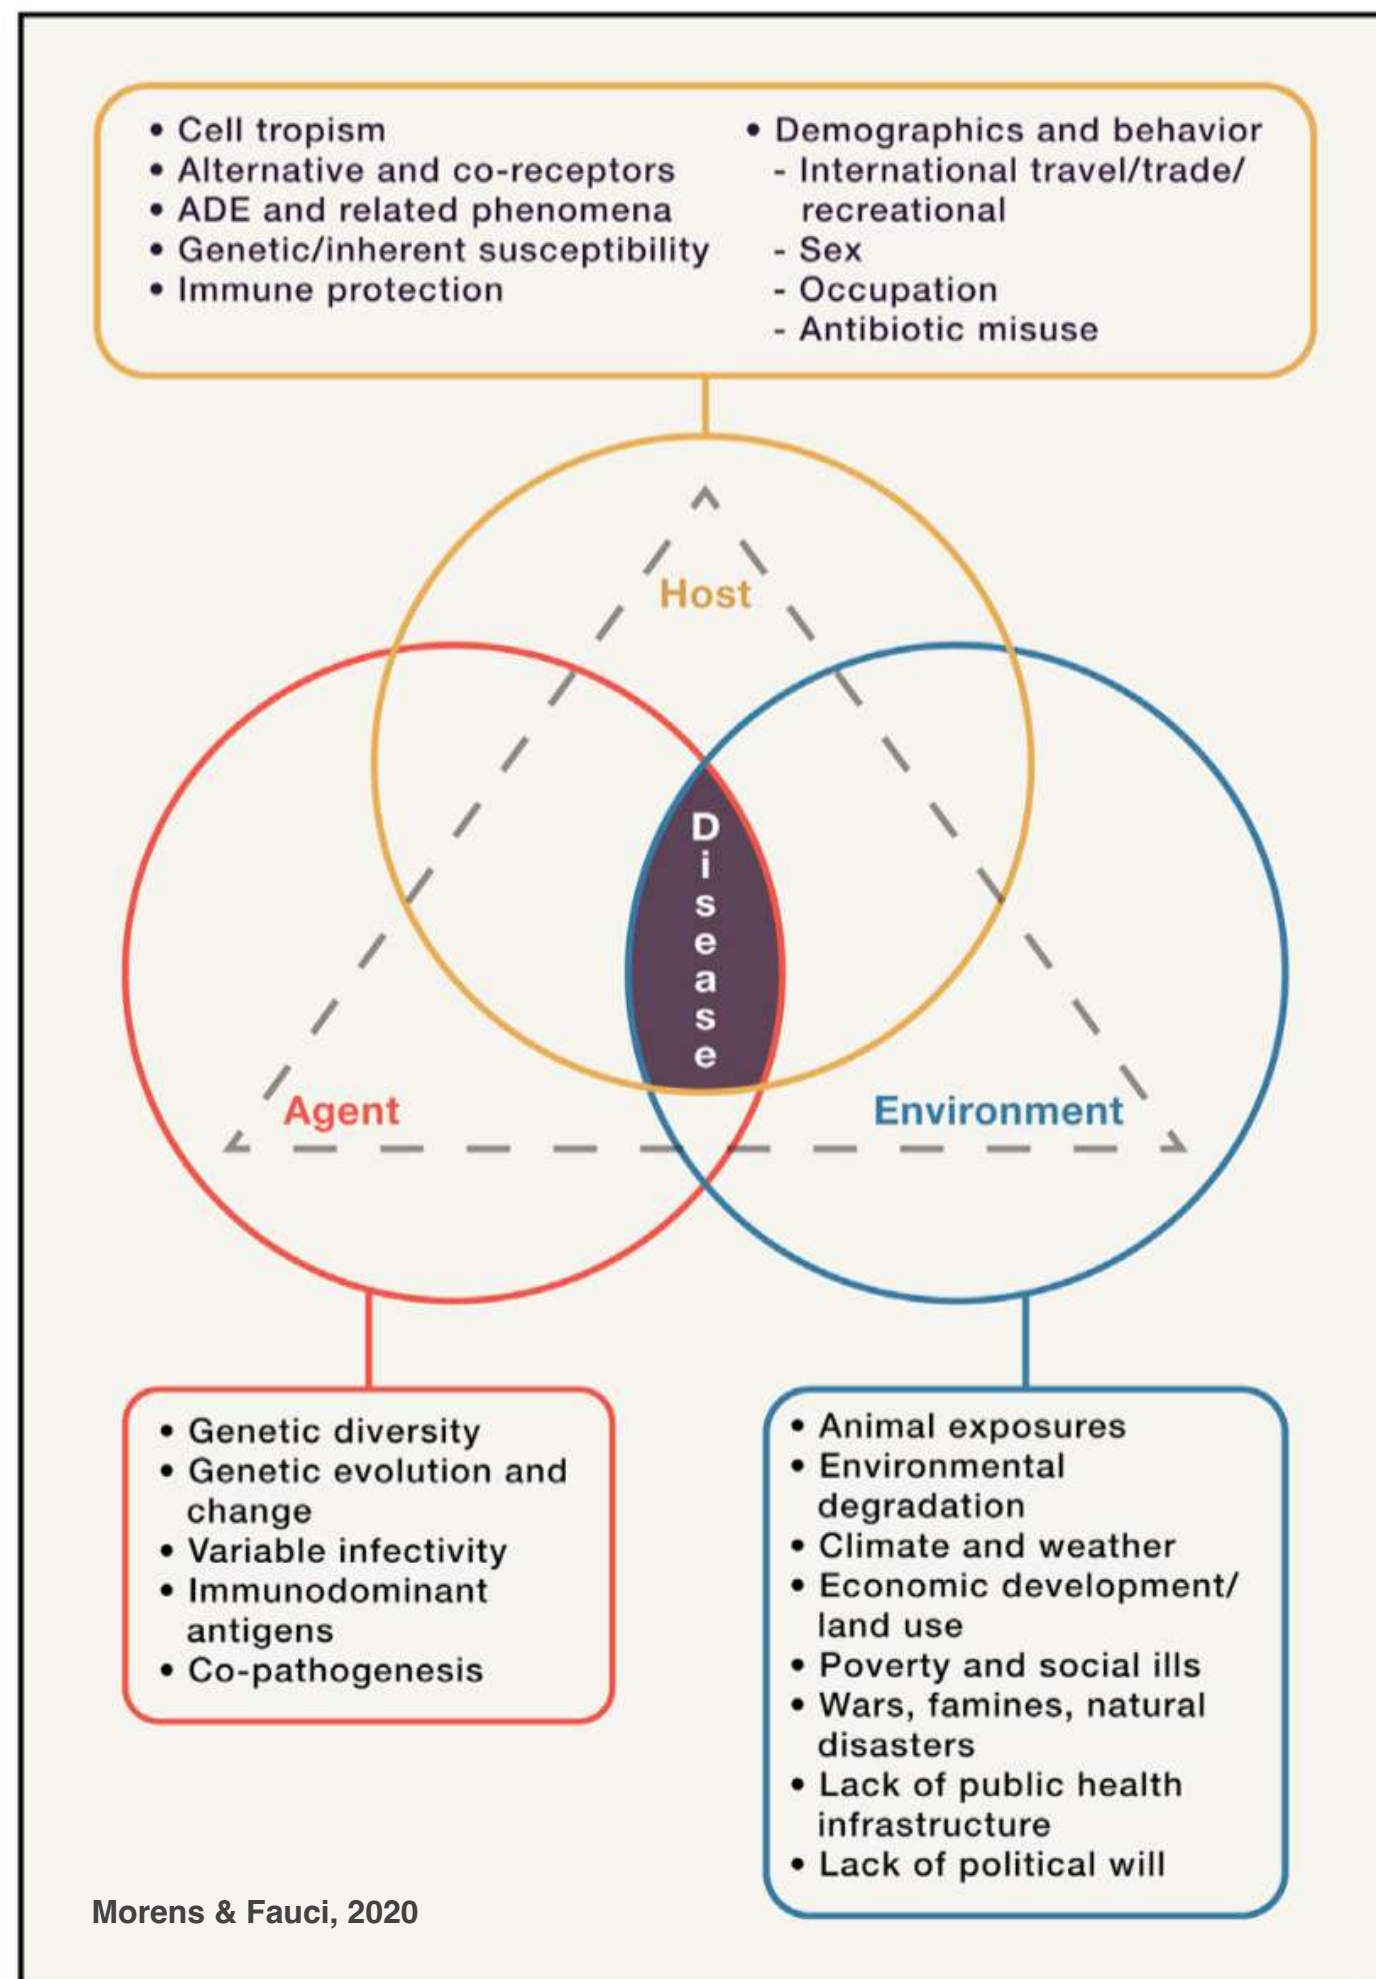 • Cell tropism
• Alternative and co-receptors
• ADE and related phenomena
• Genetic/inherent susceptibility
• Immune protection
• Demographics and behavior
- International travel/trade/
recreational
- Sex
- Occupation
- Antibiotic misuse
Host
Disease
Agent
Environment
• Genetic diversity
• Genetic evolution and
change
• Variable infectivity
• Immunodominant
antigens
• Co-pathogenesis
• Animal exposures
• Environmental
degradation
• Climate and weather
• Economic development/
land use
• Poverty and social ills
• Wars, famines, natural
disasters
• Lack of public health
infrastructure
• Lack of political will
Morens & Fauci, 2020